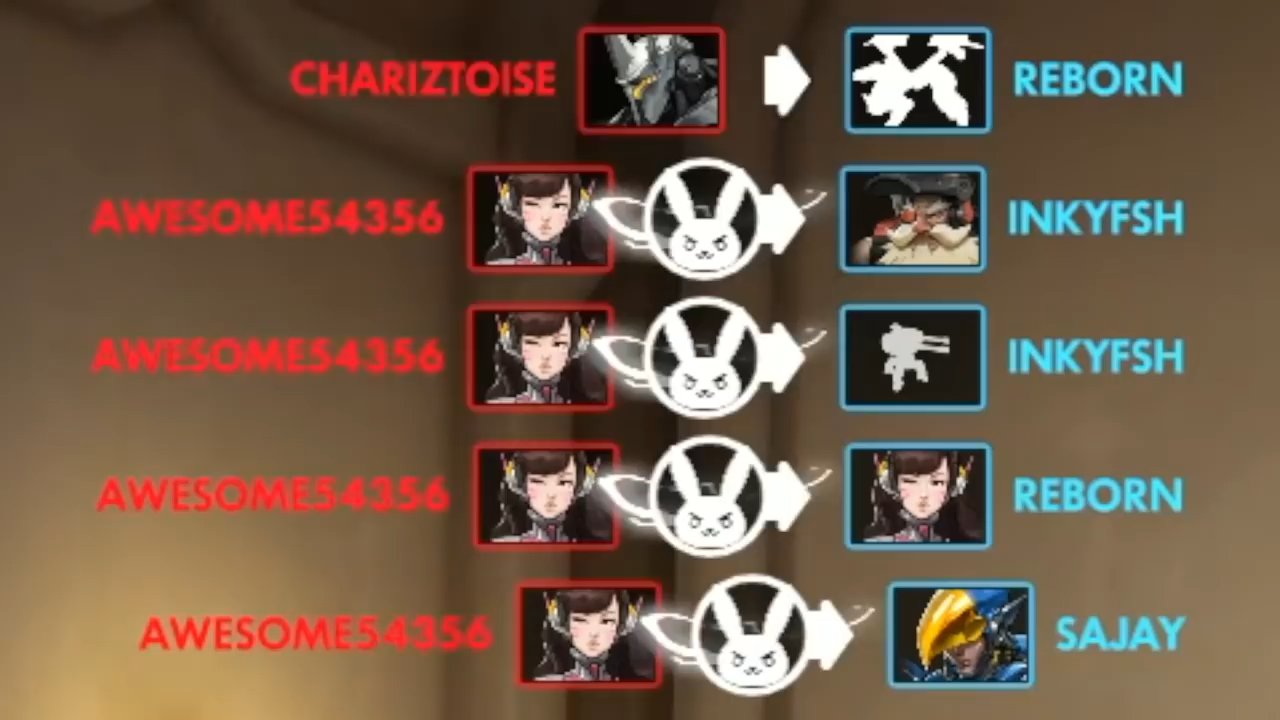 CHARIZTOISE REBORN
AWESOME54356 INKYFSH
AWESOME54356 INKYFSH
AWESOME54356 REBORN
AWESOME54356 SAJAY